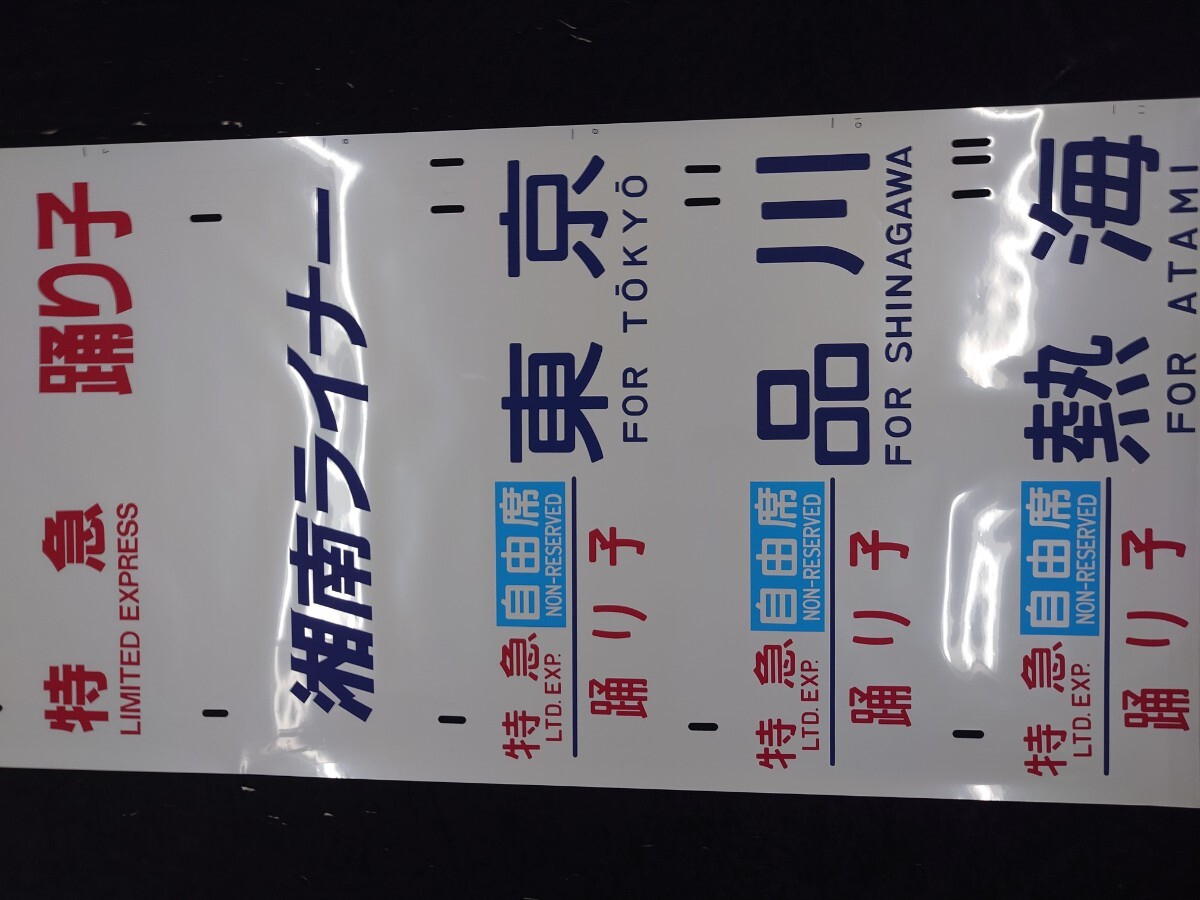 特急 踊り子
LIMITED EXPRESS
湘南ライナー
特急 自由席 東京
LTD. EXP. NON-RESERVED
踊り子 FOR TŌKYŌ
特急 自由席 品川
LTD. EXP. NON-RESERVED
踊り子 FOR SHINAGAWA
特急 自由席 熱海
LTD. EXP. NON-RESERVED
踊り子 FOR ATAMI